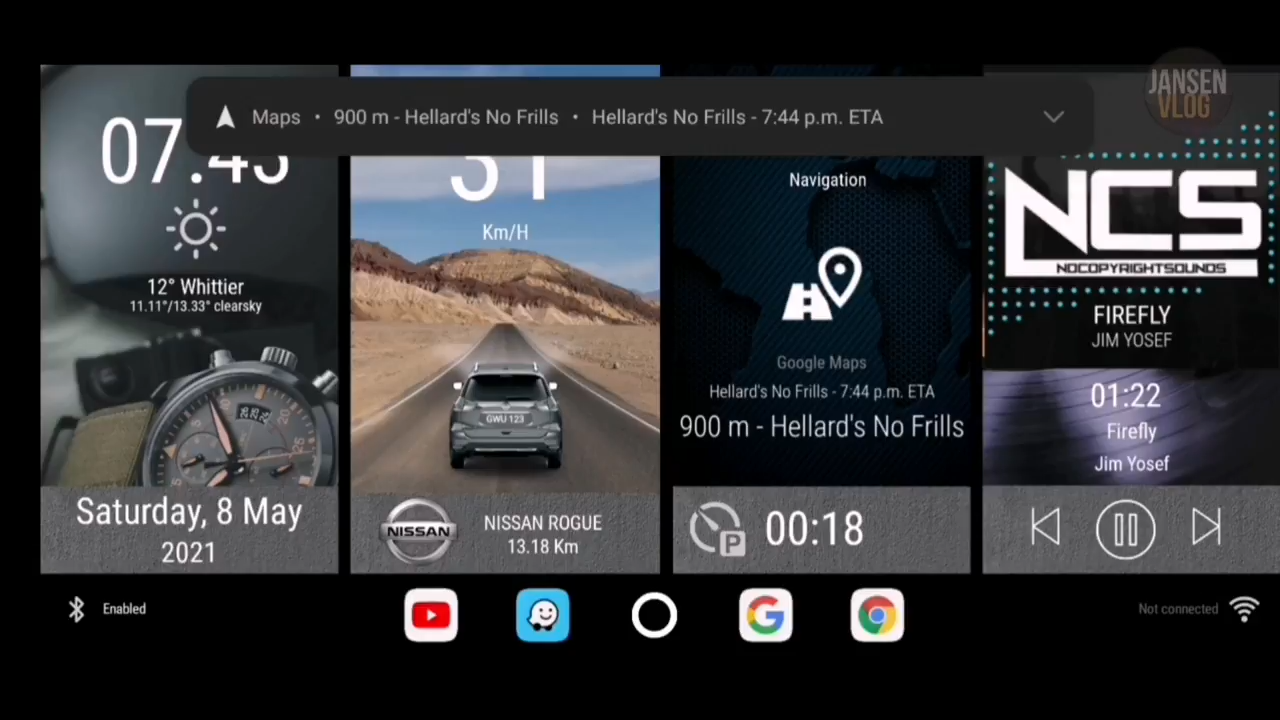 Maps • 900 m - Hellard's No Frills • Hellard's No Frills - 7:44 p.m. ETA
JANSEN
VLOG
12° Whittier
11.11°/13.33° clearsky
Saturday, 8 May
2021
31
Km/H
GWU 123
NISSAN
NISSAN ROGUE
13.18 Km
Navigation
Google Maps
Hellard's No Frills - 7:44 p.m. ETA
900 m - Hellard's No Frills
P
00:18
NCS
NOCOPYRIGHTSOUNDS
FIREFLY
JIM YOSEF
01:22
Firefly
Jim Yosef
Enabled
Not connected